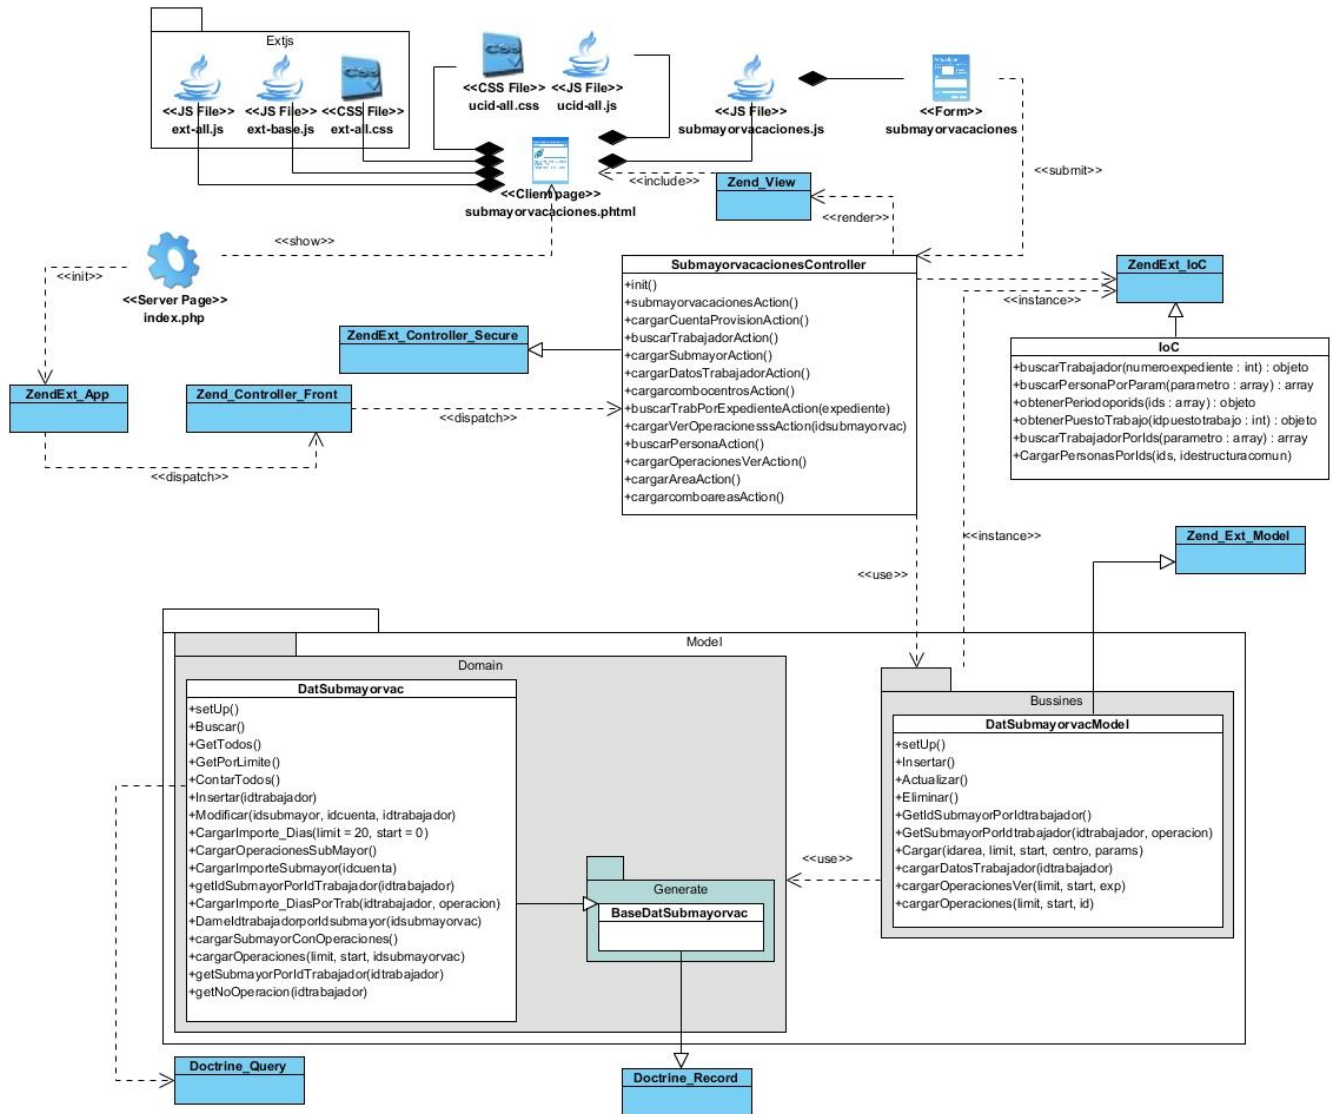 Extjs
<<JS File>>
ext-all.js
<<JS File>>
ext-base.js
<<CSS File>>
ext-all.css
<<CSS File>>
ucid-all.css
<<JS File>>
ucid-all.js
<<JS File>>
submayorvacaciones.js
<<Form>>
submayorvacaciones
<<Client page>>
submayorvacaciones.phtml
<<include>>
Zend_View
<<submit>>
<<render>>
<<show>>
<<init>>
<<Server Page>>
index.php
SubmayorvacacionesController
+init()
+submayorvacacionesAction()
+cargarCuentaProvisionAction()
+buscarTrabajadorAction()
+cargarSubmayorAction()
+cargarDatosTrabajadorAction()
+cargarcombocentrosAction()
+buscarTrabPorExpedienteAction(expediente)
+cargarVerOperacionesssAction(idsubmayorvac)
+buscarPersonaAction()
+cargarOperacionesVerAction()
+cargarAreaAction()
+cargarcomboareasAction()
ZendExt_IoC
<<instance>>
IoC
+buscarTrabajador(numeroexpediente : int) : objeto
+buscarPersonaPorParam(parametro : array) : array
+obtenerPeriodoporids(ids : array) : objeto
+obtenerPuestoTrabajo(idpuestotrabajo : int) : objeto
+buscarTrabajadorPorIds(parametro : array) : array
+CargarPersonasPorIds(ids, idestructuracomun)
ZendExt_Controller_Secure
ZendExt_App
Zend_Controller_Front
<<dispatch>>
<<dispatch>>
<<instance>>
Zend_Ext_Model
<<use>>
Model
Domain
DatSubmayorvac
+setUp()
+Buscar()
+GetTodos()
+GetPorLimite()
+ContarTodos()
+Insertar(idtrabajador)
+Modificar(idsubmayor, idcuenta, idtrabajador)
+CargarImporte_Dias(limit = 20, start = 0)
+CargarOperacionesSubMayor()
+CargarImporteSubmayor(idcuenta)
+getIdSubmayorPorIdTrabajador(idtrabajador)
+CargarImporte_DiasPorTrab(idtrabajador, operacion)
+DameIdtrabajadorporIdsubmayor(idsubmayorvac)
+cargarSubmayorConOperaciones()
+cargarOperaciones(limit, start, idsubmayorvac)
+getSubmayorPorIdTrabajador(idtrabajador)
+getNoOperacion(idtrabajador)
Generate
BaseDatSubmayorvac
<<use>>
Bussines
DatSubmayorvacModel
+setUp()
+Insertar()
+Actualizar()
+Eliminar()
+GetIdSubmayorPorIdtrabajador()
+GetSubmayorPorIdtrabajador(idtrabajador, operacion)
+Cargar(idarea, limit, start, centro, params)
+cargarDatosTrabajador(idtrabajador)
+cargarOperacionesVer(limit, start, exp)
+cargarOperaciones(limit, start, id)
Doctrine_Query
Doctrine_Record